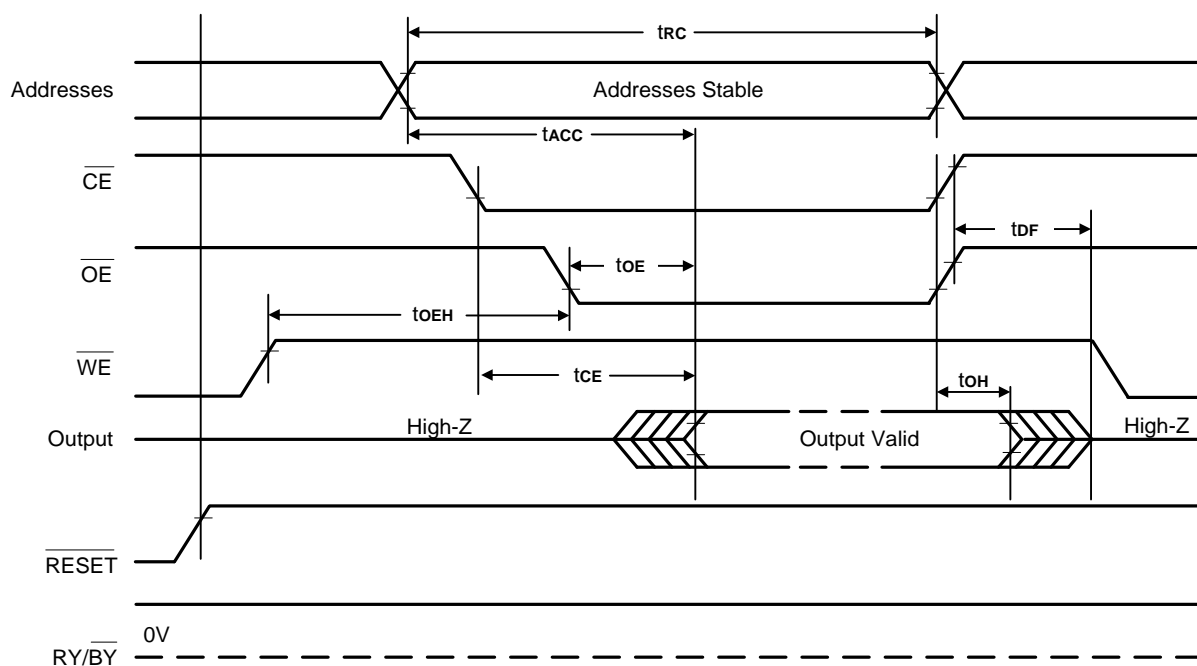 tRC
Addresses
Addresses Stable
tACC
CE
tDF
OE
tOE
tOEH
WE
tCE
tOH
Output
High-Z
Output Valid
High-Z
RESET
0V
RY/BY